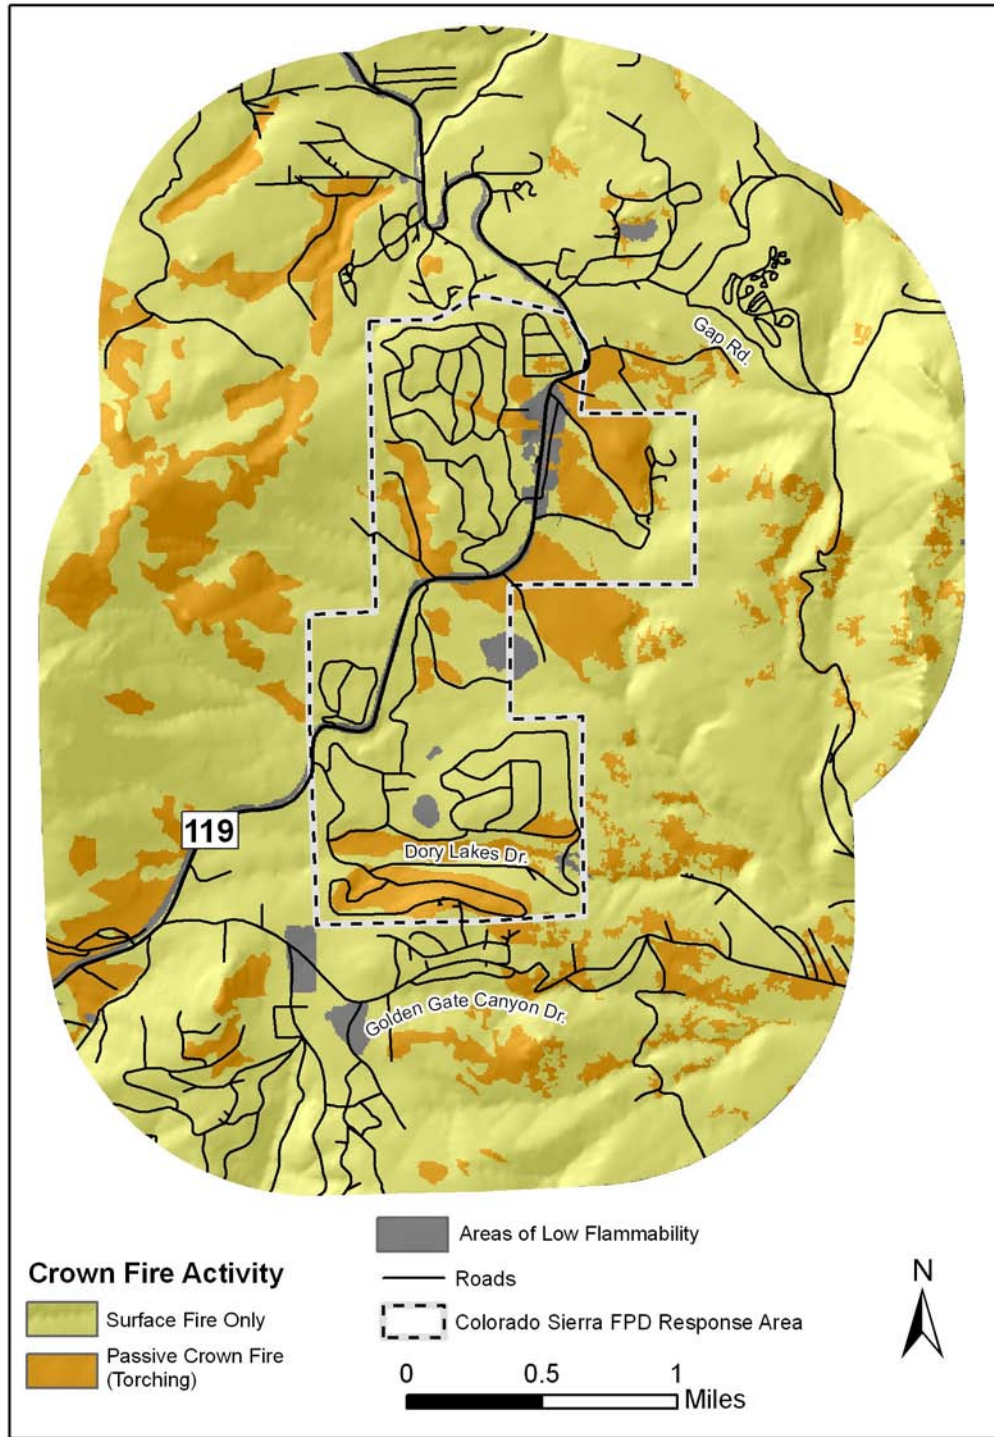 Gap Rd.
119
Dory Lakes Dr.
Golden Gate Canyon Dr.
Crown Fire Activity
Surface Fire Only
Passive Crown Fire
(Torching)
Areas of Low Flammability
Roads
Colorado Sierra FPD Response Area
0 0.5 1
Miles
N